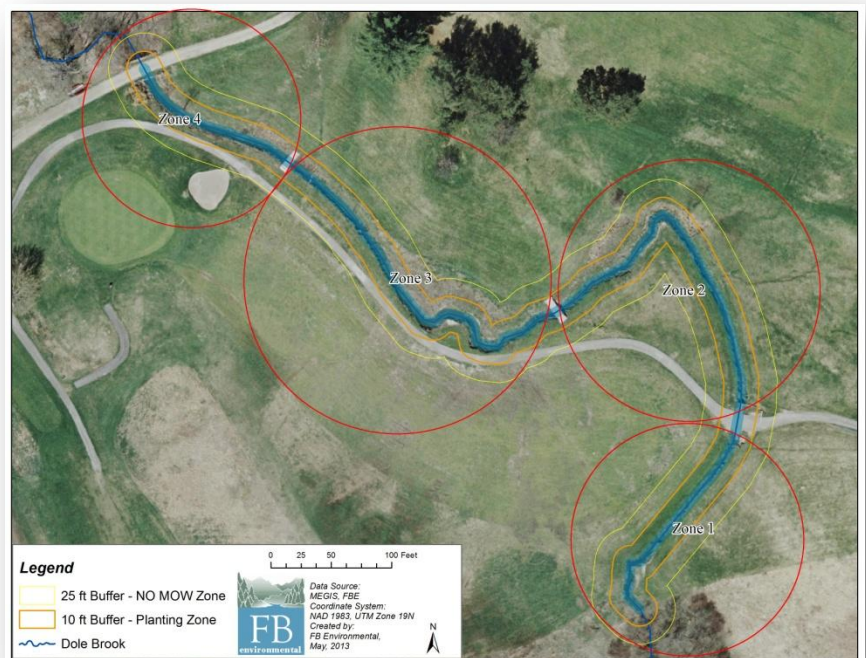 Zone 4
Zone 3
Zone 2
Zone 1
Legend
25 ft Buffer - NO MOW Zone
10 ft Buffer - Planting Zone
Dole Brook
0 25 50 100 Feet
FB
environmental
Data Source:
MEGIS, FBE
Coordinate System:
NAD 1983, UTM Zone 19N
Created by:
FB Environmental,
May, 2013
N